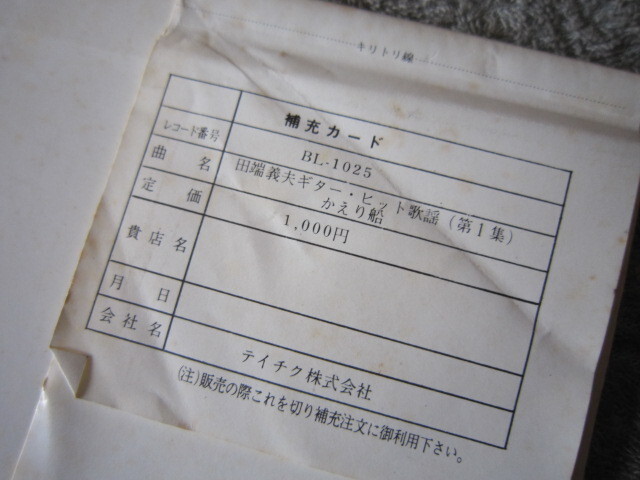 キリトリ線
補充カード
レコード番号 BL-1025
曲名 田端義夫ギター・ヒット歌謡(第1集)
かえり船
定価 1,000円
貴店名
月日
会社名 テイチク株式会社
(注)販売の際これを切り補充注文に御利用下さい。